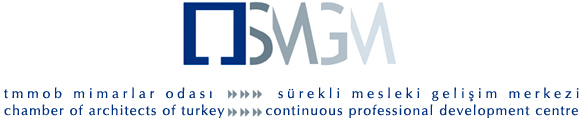 SMGM
tmmob mimarlar odası »»» sürekli mesleki gelişim merkezi
chamber of architects of turkey »»»» continuous professional development centre